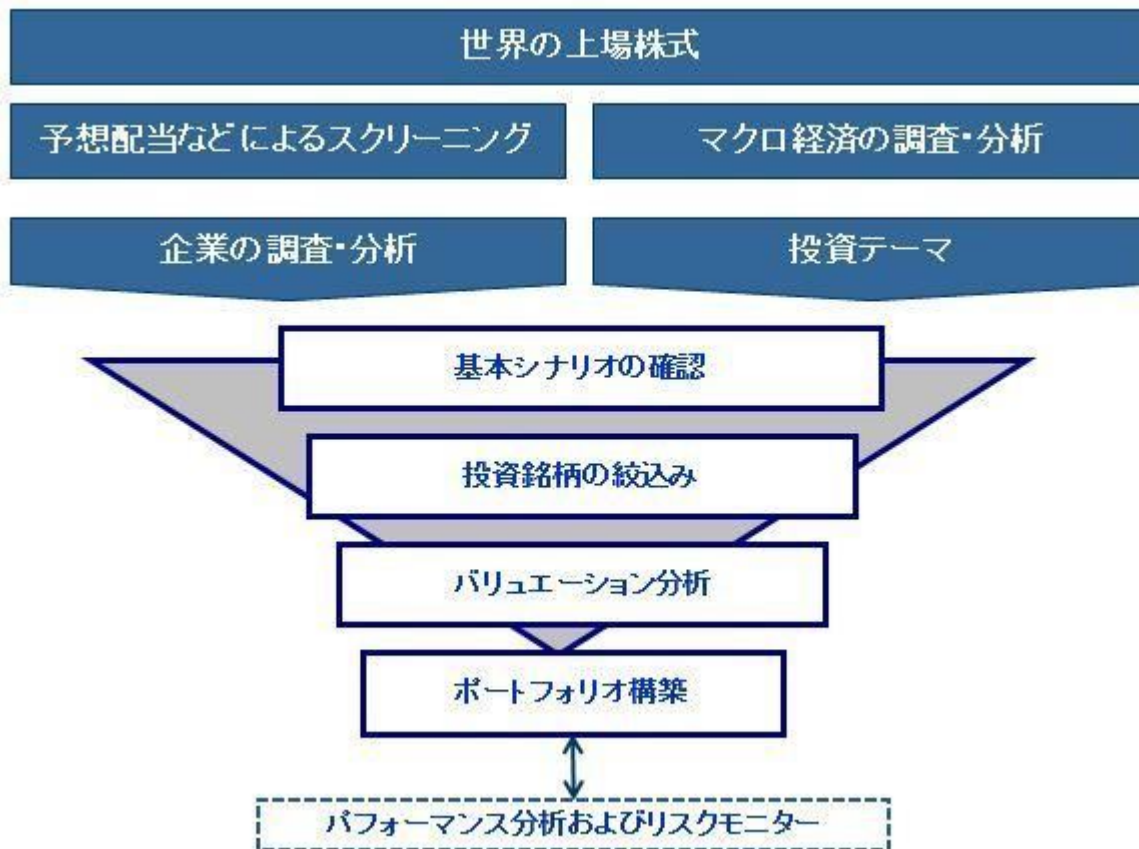 世界の上場株式
予想配当などによるスクリーニング
マクロ経済の調査・分析
企業の調査・分析
投資テーマ
基本シナリオの確認
投資銘柄の絞込み
バリュエーション分析
ポートフォリオ構築
パフォーマンス分析およびリスクモニター